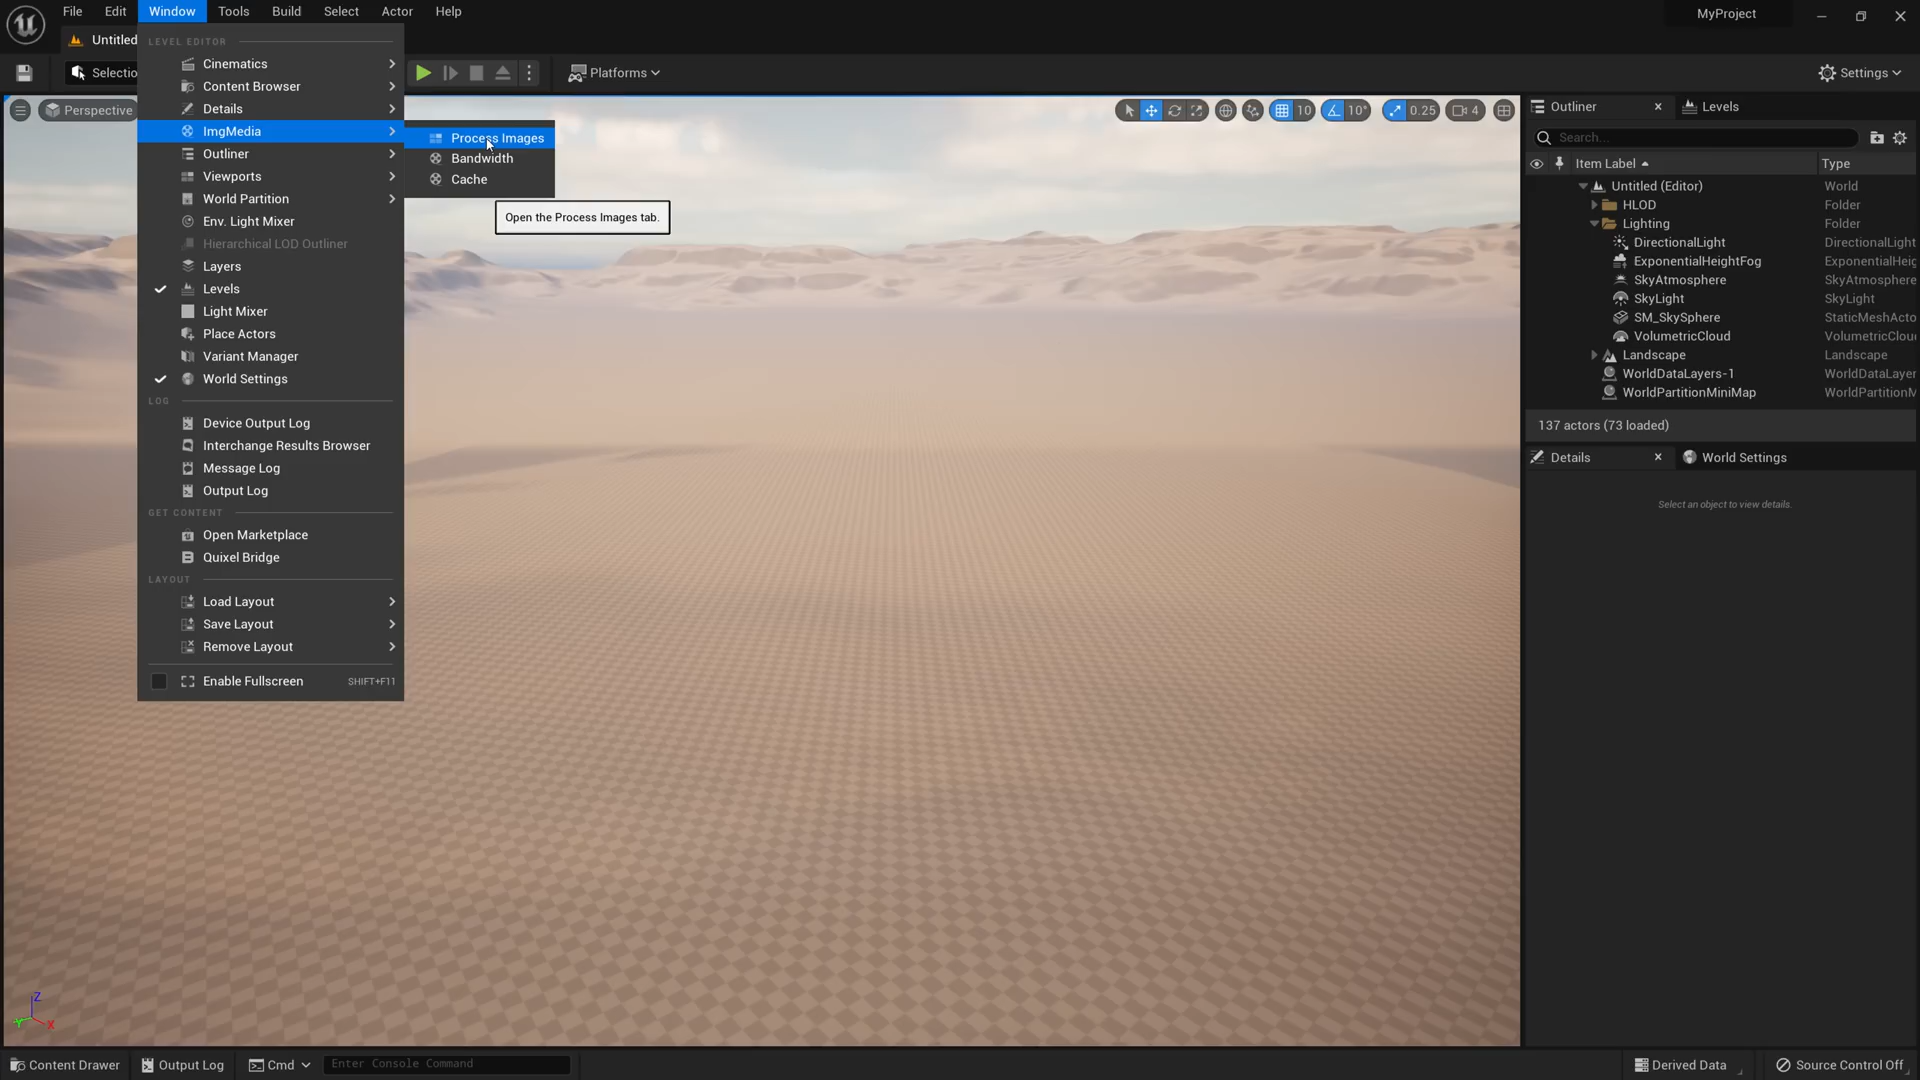 File Edit Window Tools Build Select Actor Help
MyProject
Untitled
Selectio
Platforms
Settings
LEVEL EDITOR
Cinematics
Content Browser
Details
ImgMedia
Outliner
Viewports
World Partition
Env. Light Mixer
Hierarchical LOD Outliner
Layers
Levels
Light Mixer
Place Actors
Variant Manager
World Settings
LOG
Device Output Log
Interchange Results Browser
Message Log
Output Log
GET CONTENT
Open Marketplace
Quixel Bridge
LAYOUT
Load Layout
Save Layout
Remove Layout
Enable Fullscreen SHIFT+F11
Process Images
Bandwidth
Cache
Open the Process Images tab.
Perspective
10 10° 0.25 4
Z
Y X
Outliner Levels
Search...
Item Label Type
Untitled (Editor) World
HLOD Folder
Lighting Folder
DirectionalLight DirectionalLight
ExponentialHeightFog ExponentialHeig
SkyAtmosphere SkyAtmosphere
SkyLight SkyLight
SM_SkySphere StaticMeshActo
VolumetricCloud VolumetricClou
Landscape Landscape
WorldDataLayers-1 WorldDataLayer
WorldPartitionMiniMap WorldPartitionM
137 actors (73 loaded)
Details World Settings
Select an object to view details.
Content Drawer Output Log Cmd Enter Console Command
Derived Data Source Control Off